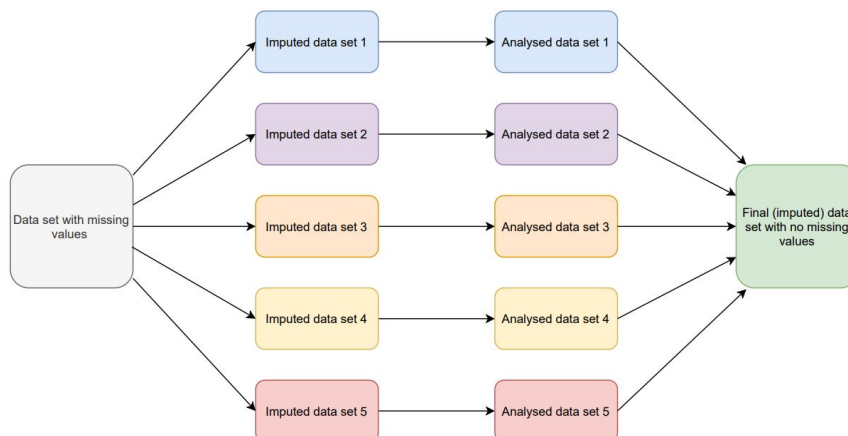 Imputed data set 1
Analysed data set 1
Imputed data set 2
Analysed data set 2
Data set with missing
values
Imputed data set 3
Analysed data set 3
Final (imputed) data
set with no missing
values
Imputed data set 4
Analysed data set 4
Imputed data set 5
Analysed data set 5